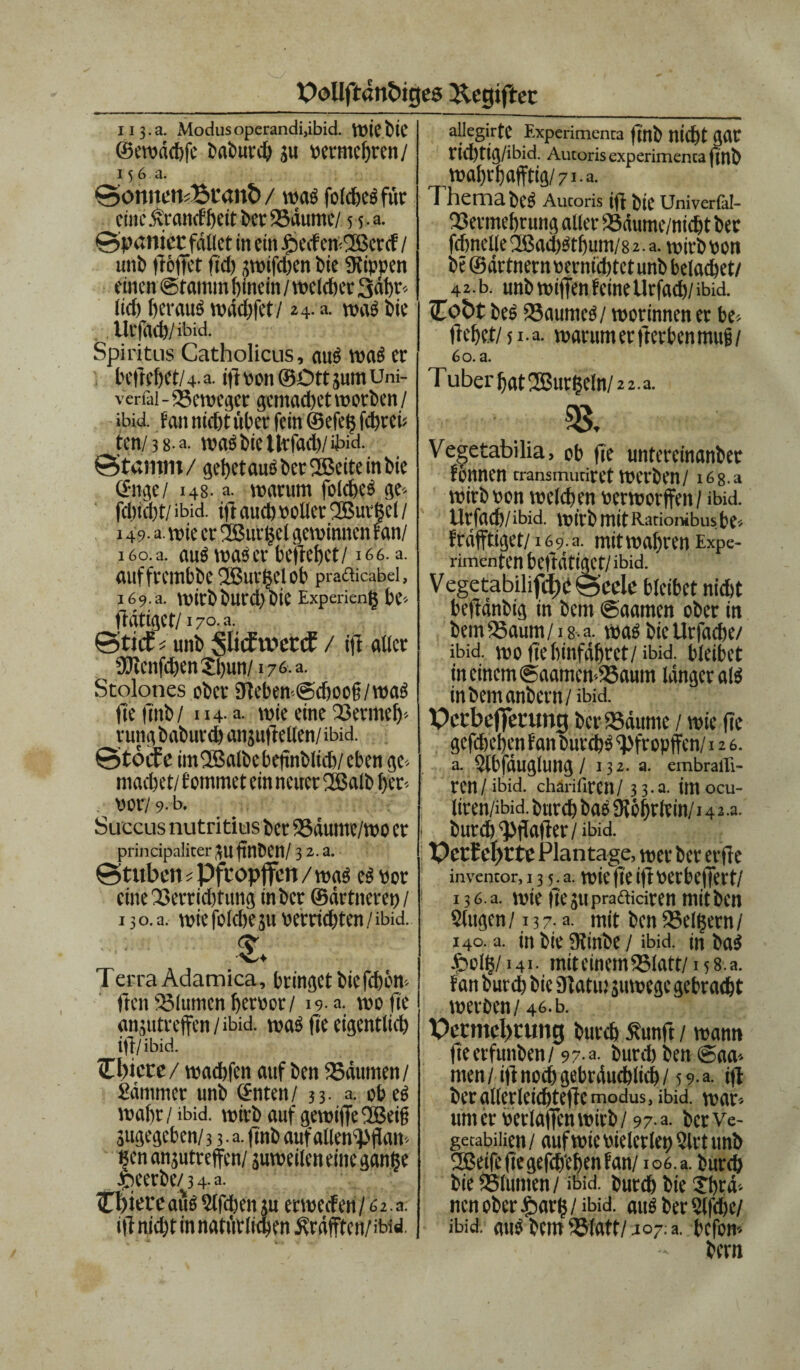 Vollständiges Register
113.a. Modus operandi,ibid. wie die
Gewächse dadurch zu vermehren/
156 a.
Sonnen-Brand / was solches für
eine Kranckheit der Bäume/ 55.a.
Spanier fället in ein Hecken-Werck /
und stösset sich zwischen die Rippen
einen Stamm hinein / welcher Jähr-
lich heraus wächset/ 24.a. was die
Ursach/ibid.
Spiritus Catholicus, aus was er
bestehet/4.a. ist von GOtt zum Uni-
versal-Beweger gemachet worden/
ibid. kan nicht über sein Gesetz schrei-
ten/ 38.a. was die Ursach/ibid.
Stamm/ gehet aus der Weite in die
Enge/ 148. a. warum solches ge-
schicht/ibid. ist auch voller Wurtzel /
149.a. wie er Wurtzel gewinnen kan/
160.a. aus was er bestehet/ 166. a.
auf frembde Wurtzel ob practicabel,
169.a. wird durch die Experientz be-
stätiget/ 170.a.
Stick- und Flickwerck / ist aller
Menschen Thun/ 176.a.
Stolones oder Neben-Schooß/was
sie sind/ 114.a. wie eine Vermeh-
rung dadurch anzustellen/ibid.
Stöcke im Walde befindlich/ eben ge-
machet/ kommet ein neuer Wald her-
vor/ 9.b.
Succus nutritius der Bäume/wo er
principaliter zu finden/ 32.a.
Stuben-Pfropffen/was es vor
eine Verrichtung in der Gärtnerey /
130.a. wie solche zu verrichten / ibid.
T.
Terra Adamica, bringet die schön-
sten Blumen hervor/ 19.a. wo sie
anzutreffen / ibid. was sie eigentlich
ist/ibid.
Thiere/ wachsen auf den Bäumen/
Lämmer und Enten/ 33. a. ob es
wahr / ibid. wird auf gewisse Weiß
zugegeben/33.a. sind auf allen Pflan-
tzen anzutreffen/ zuweilen eine gantze
Heerde/34.a.
Thiere aus Aschen zu erwecken/62.a.
ist nicht in natürlichen Kräfften/ibid.
allegirte Experimenta sind nicht gar
richtig/ibid. Autoris experimenta sind
wahrhafftig/ 71.a.
Thema des Autoris ist die Universal-
Vermehrung aller Bäume/nicht der
schnelle Wachsthum/82.a. wird von
de Gärtnern vernichtet und belachet/
42.b. und wissen keine Ursach/ibid.
Todt des Baumes / worinnen er be-
stehet/ 51.a. warum er sterben muß/
60.a.
Tuber hat Wurtzeln/ 22.a.
V.
Vegetabilia, ob sie untereinander
können transmutiret werden/ 168.a
wird von welchen verworffen / ibid.
Ursach/ibid. wird mit Rationibus be-
kräfftiget/ 169.a. mit wahren Expe-
rimenten bestätiget/ ibid.
Vegetabilische Seele bleibet nicht
beständig in dem Saamen oder in
dem Baum/ 18.a. was die Ursache/
ibid. wo sie hinfähret/ ibid. bleibet
in einem Saamen-Baum länger als
in dem andern / ibid.
Verbesserung der Bäume / wie sie
geschehen kan durchs Pfropffen/126.
a. Abfäuglung / 132. a. embrassi-
ren / ibid. charisiren/ 33.a. im ocu-
liren/ibid. durch das Röhrlein/142.a.
durch Pflaster / ibid.
Verkehrte Plantage, wer der erste
inventor, 135.a. wie sie ist verbessert/
136.a. wie sie zu practiciren mit den
Augen/ 137.a. mit den Beltzern/
140. a. in die Rinde / ibid. in das
Holtz/141. mit einem Blatt/158.a.
kan durch die Natur zuwege gebracht
werden/ 46.b.
Vermehrung durch Kunst / wann
sie erfunden/ 97.a. durch den Saa-
men/ ist noch gebräuchlich/ 59.a. ist
der allerleichteste modus, ibid. war-
um er verlassen wird/ 97.a. der Ve-
getabilien/ auf wie vielerley Art und
Weise sie geschehen kan/106.a. durch
die Blumen / ibid. durch die Thrä-
nen oder Hartz / ibid. aus der Asche/
ibid. aus dem Blatt/107.a. beson-
dern